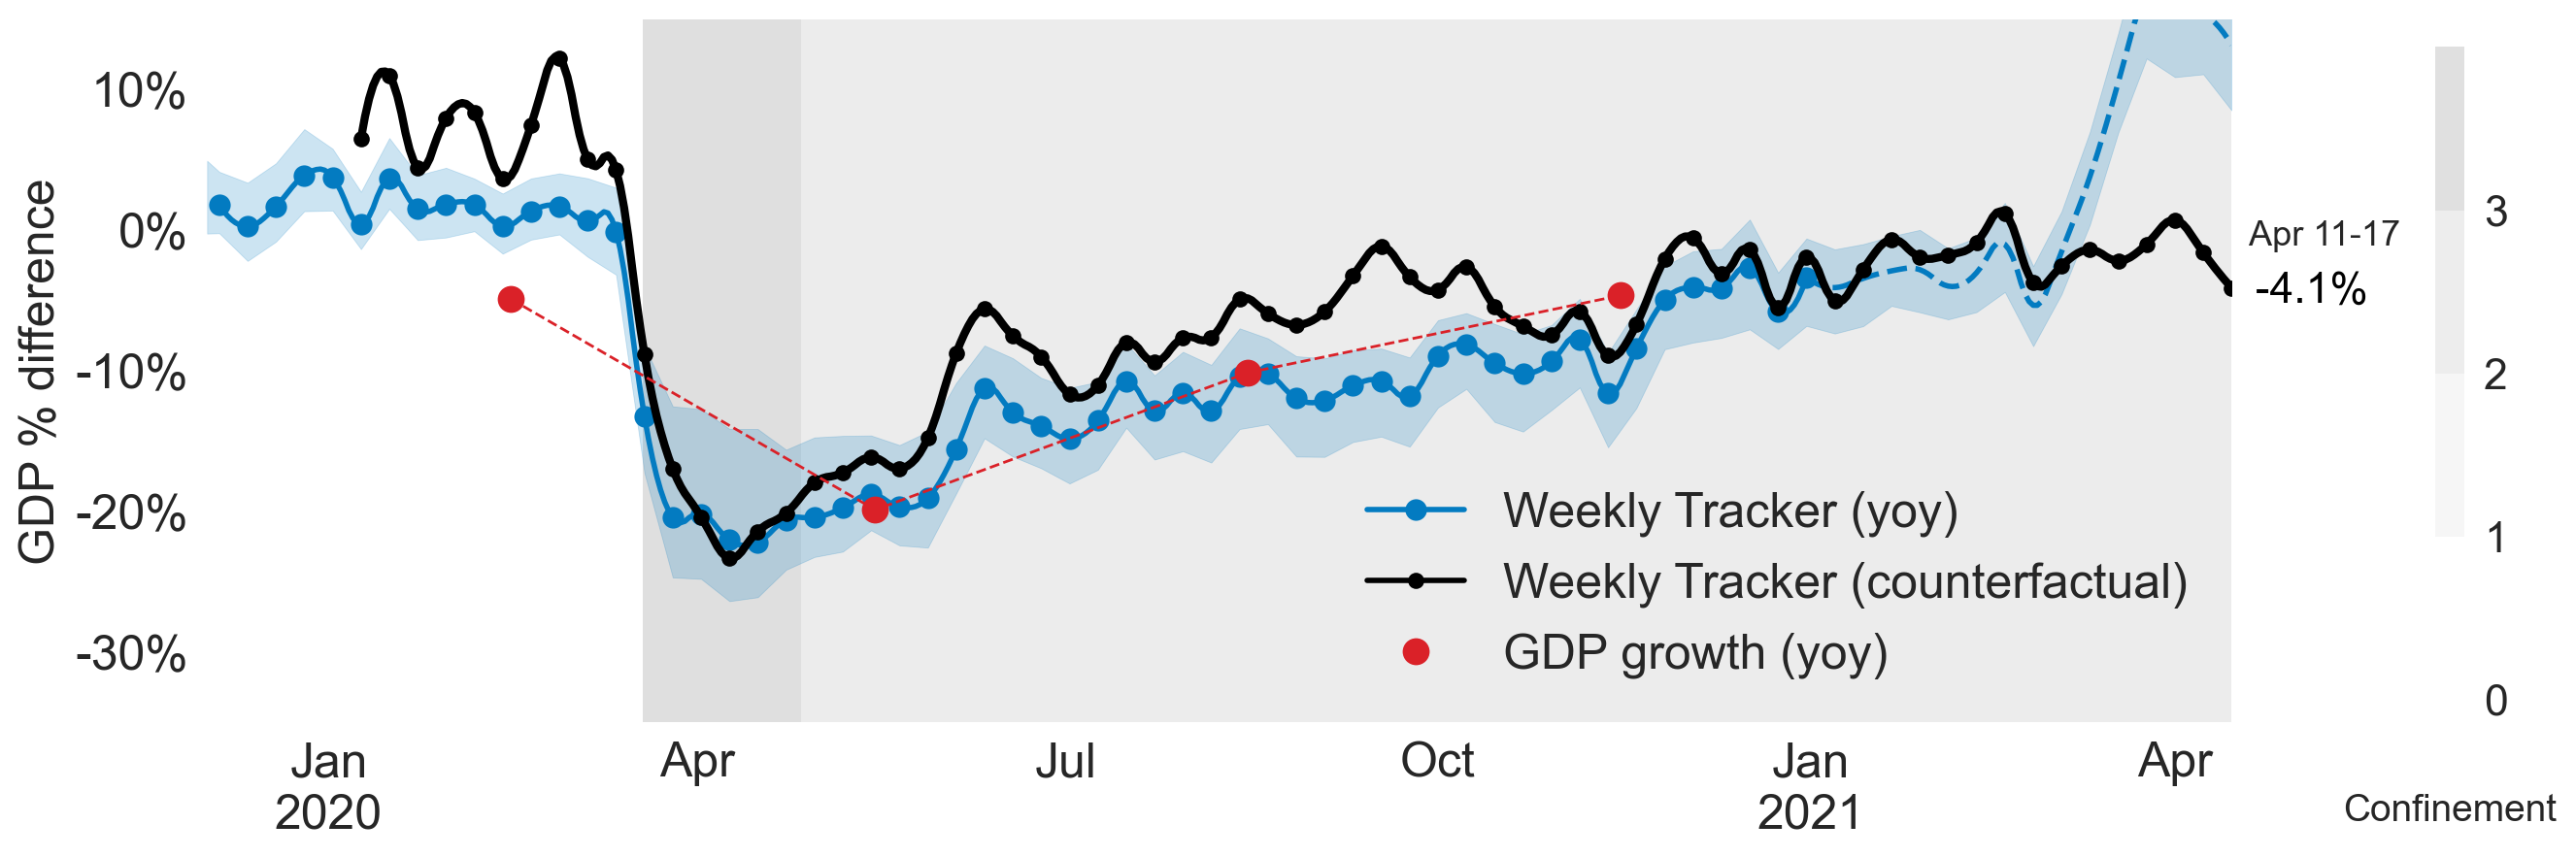 GDP % difference
10%
0%
-10%
-20%
-30%
Jan
2020
Apr
Jul
Oct
Jan
2021
Apr
Weekly Tracker (yoy)
Weekly Tracker (counterfactual)
GDP growth (yoy)
Apr 11-17
-4.1%
3
2
1
0
Confinement